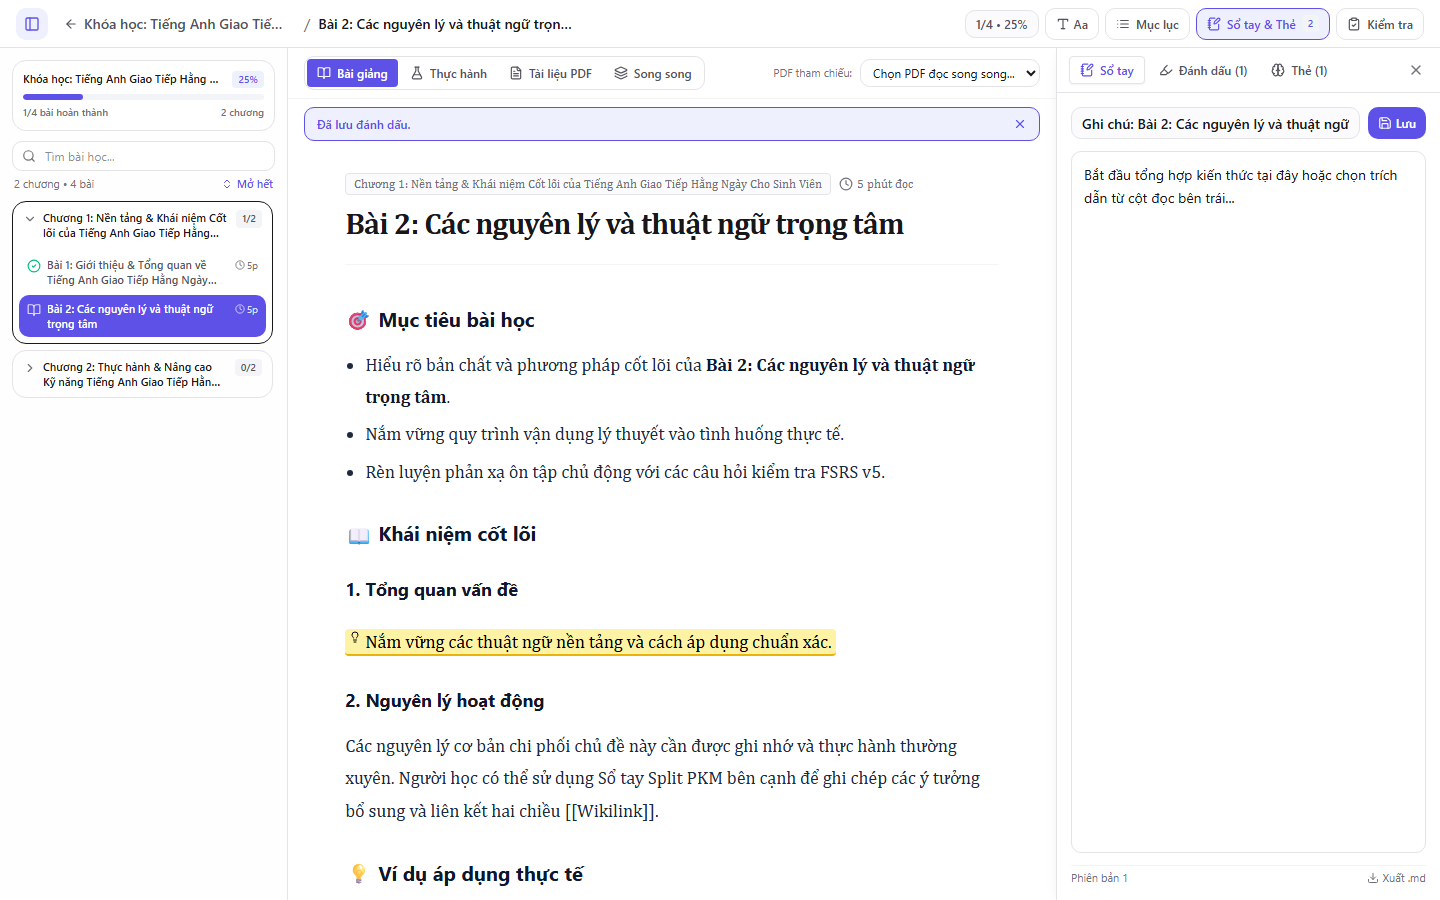 Khóa học: Tiếng Anh Giao Tiế...
/ Bài 2: Các nguyên lý và thuật ngữ trọn...
1/4 • 25%
Aa
Mục lục
Sổ tay & Thẻ 2
Kiểm tra
Khóa học: Tiếng Anh Giao Tiếp Hằng ...
25%
1/4 bài hoàn thành
2 chương
Tìm bài học...
2 chương • 4 bài
Mở hết
Chương 1: Nền tảng & Khái niệm Cốt
lõi của Tiếng Anh Giao Tiếp Hằng...
1/2
Bài 1: Giới thiệu & Tổng quan về
Tiếng Anh Giao Tiếp Hằng Ngày...
5p
Bài 2: Các nguyên lý và thuật ngữ
trọng tâm
5p
Chương 2: Thực hành & Nâng cao
Kỹ năng Tiếng Anh Giao Tiếp Hằn...
0/2
Bài giảng
Thực hành
Tài liệu PDF
Song song
PDF tham chiếu:
Chọn PDF đọc song song...
Đã lưu đánh dấu.
Chương 1: Nền tảng & Khái niệm Cốt lõi của Tiếng Anh Giao Tiếp Hằng Ngày Cho Sinh Viên
5 phút đọc
Bài 2: Các nguyên lý và thuật ngữ trọng tâm
Mục tiêu bài học
• Hiểu rõ bản chất và phương pháp cốt lõi của Bài 2: Các nguyên lý và thuật ngữ
trọng tâm.
• Nắm vững quy trình vận dụng lý thuyết vào tình huống thực tế.
• Rèn luyện phản xạ ôn tập chủ động với các câu hỏi kiểm tra FSRS v5.
Khái niệm cốt lõi
1. Tổng quan vấn đề
Nắm vững các thuật ngữ nền tảng và cách áp dụng chuẩn xác.
2. Nguyên lý hoạt động
Các nguyên lý cơ bản chi phối chủ đề này cần được ghi nhớ và thực hành thường
xuyên. Người học có thể sử dụng Sổ tay Split PKM bên cạnh để ghi chép các ý tưởng
bổ sung và liên kết hai chiều [[Wikilink]].
Ví dụ áp dụng thực tế
Sổ tay
Đánh dấu (1)
Thẻ (1)
Ghi chú: Bài 2: Các nguyên lý và thuật ngữ
Lưu
Bắt đầu tổng hợp kiến thức tại đây hoặc chọn trích
dẫn từ cột đọc bên trái...
Phiên bản 1
Xuất .md